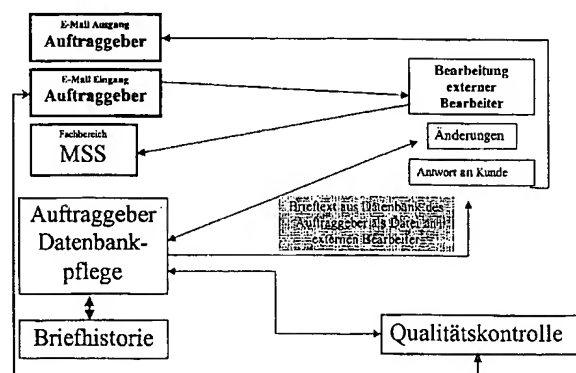 E-Mail Ausgang
Auftraggeber
E-Mail Eingang
Auftraggeber
Fachbereich
MSS
Bearbeitung
externer
Bearbeiter
Änderungen
Antwort an Kunde
Brieftext aus Datenbank des
Auftraggeber als Datei an
externen Bearbeiter
Auftraggeber
Datenbank-
pflege
Briefhistorie
Qualitätskontrolle